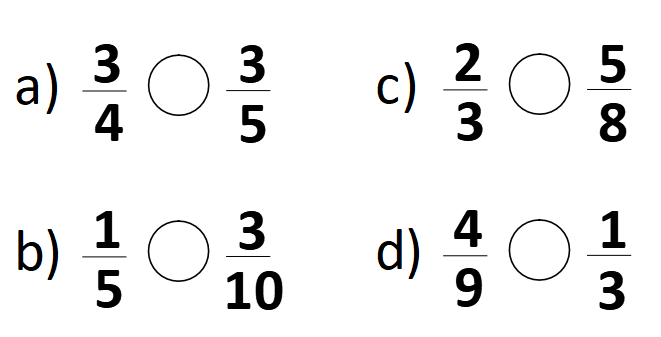 a) 3/4 ◯ 3/5
c) 2/3 ◯ 5/8
b) 1/5 ◯ 3/10
d) 4/9 ◯ 1/3